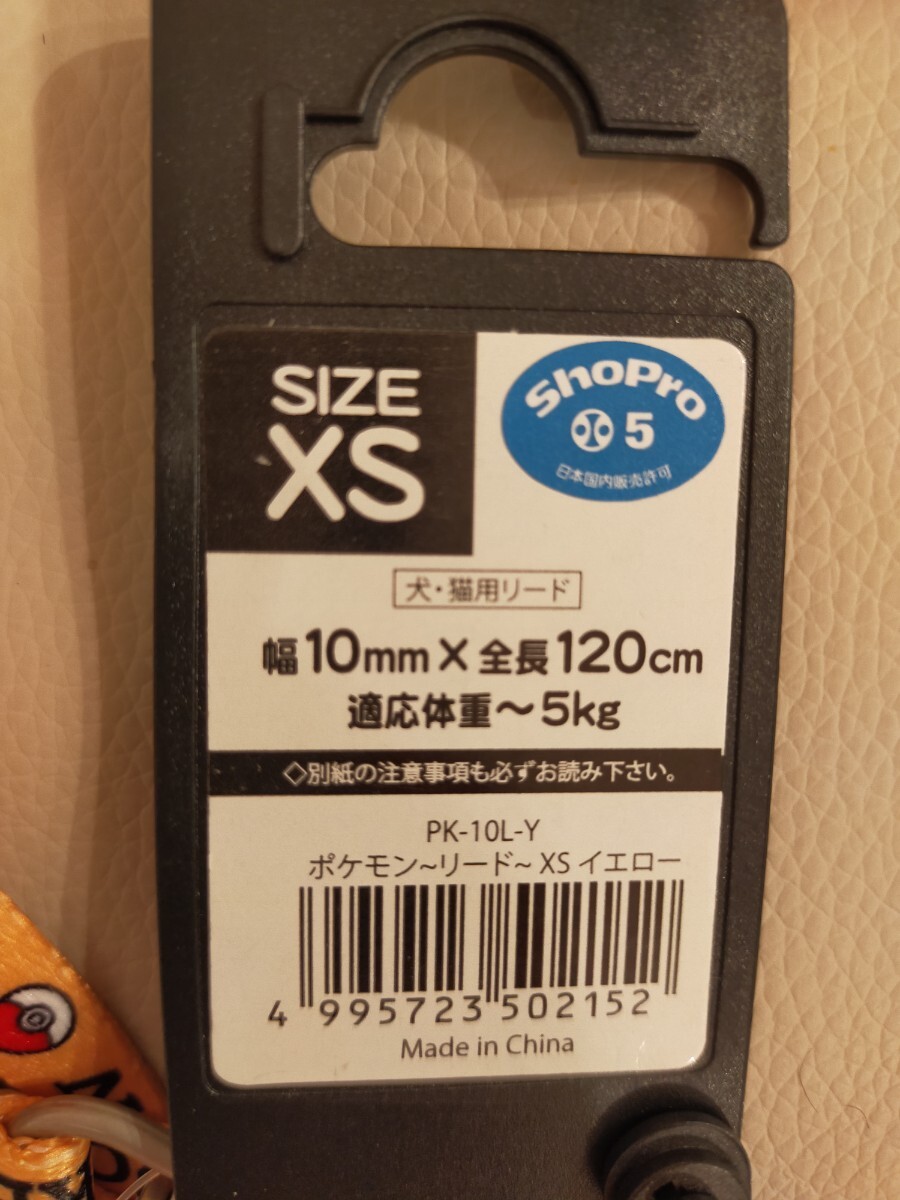 SIZE
XS
ShoPro
5
日本国内販売許可
犬・猫用リード
幅10mm×全長120cm
適応体重〜5kg
◇別紙の注意事項も必ずお読み下さい。
PK-10L-Y
ポケモン~リード~ XS イエロー
4 995723 502152
Made in China